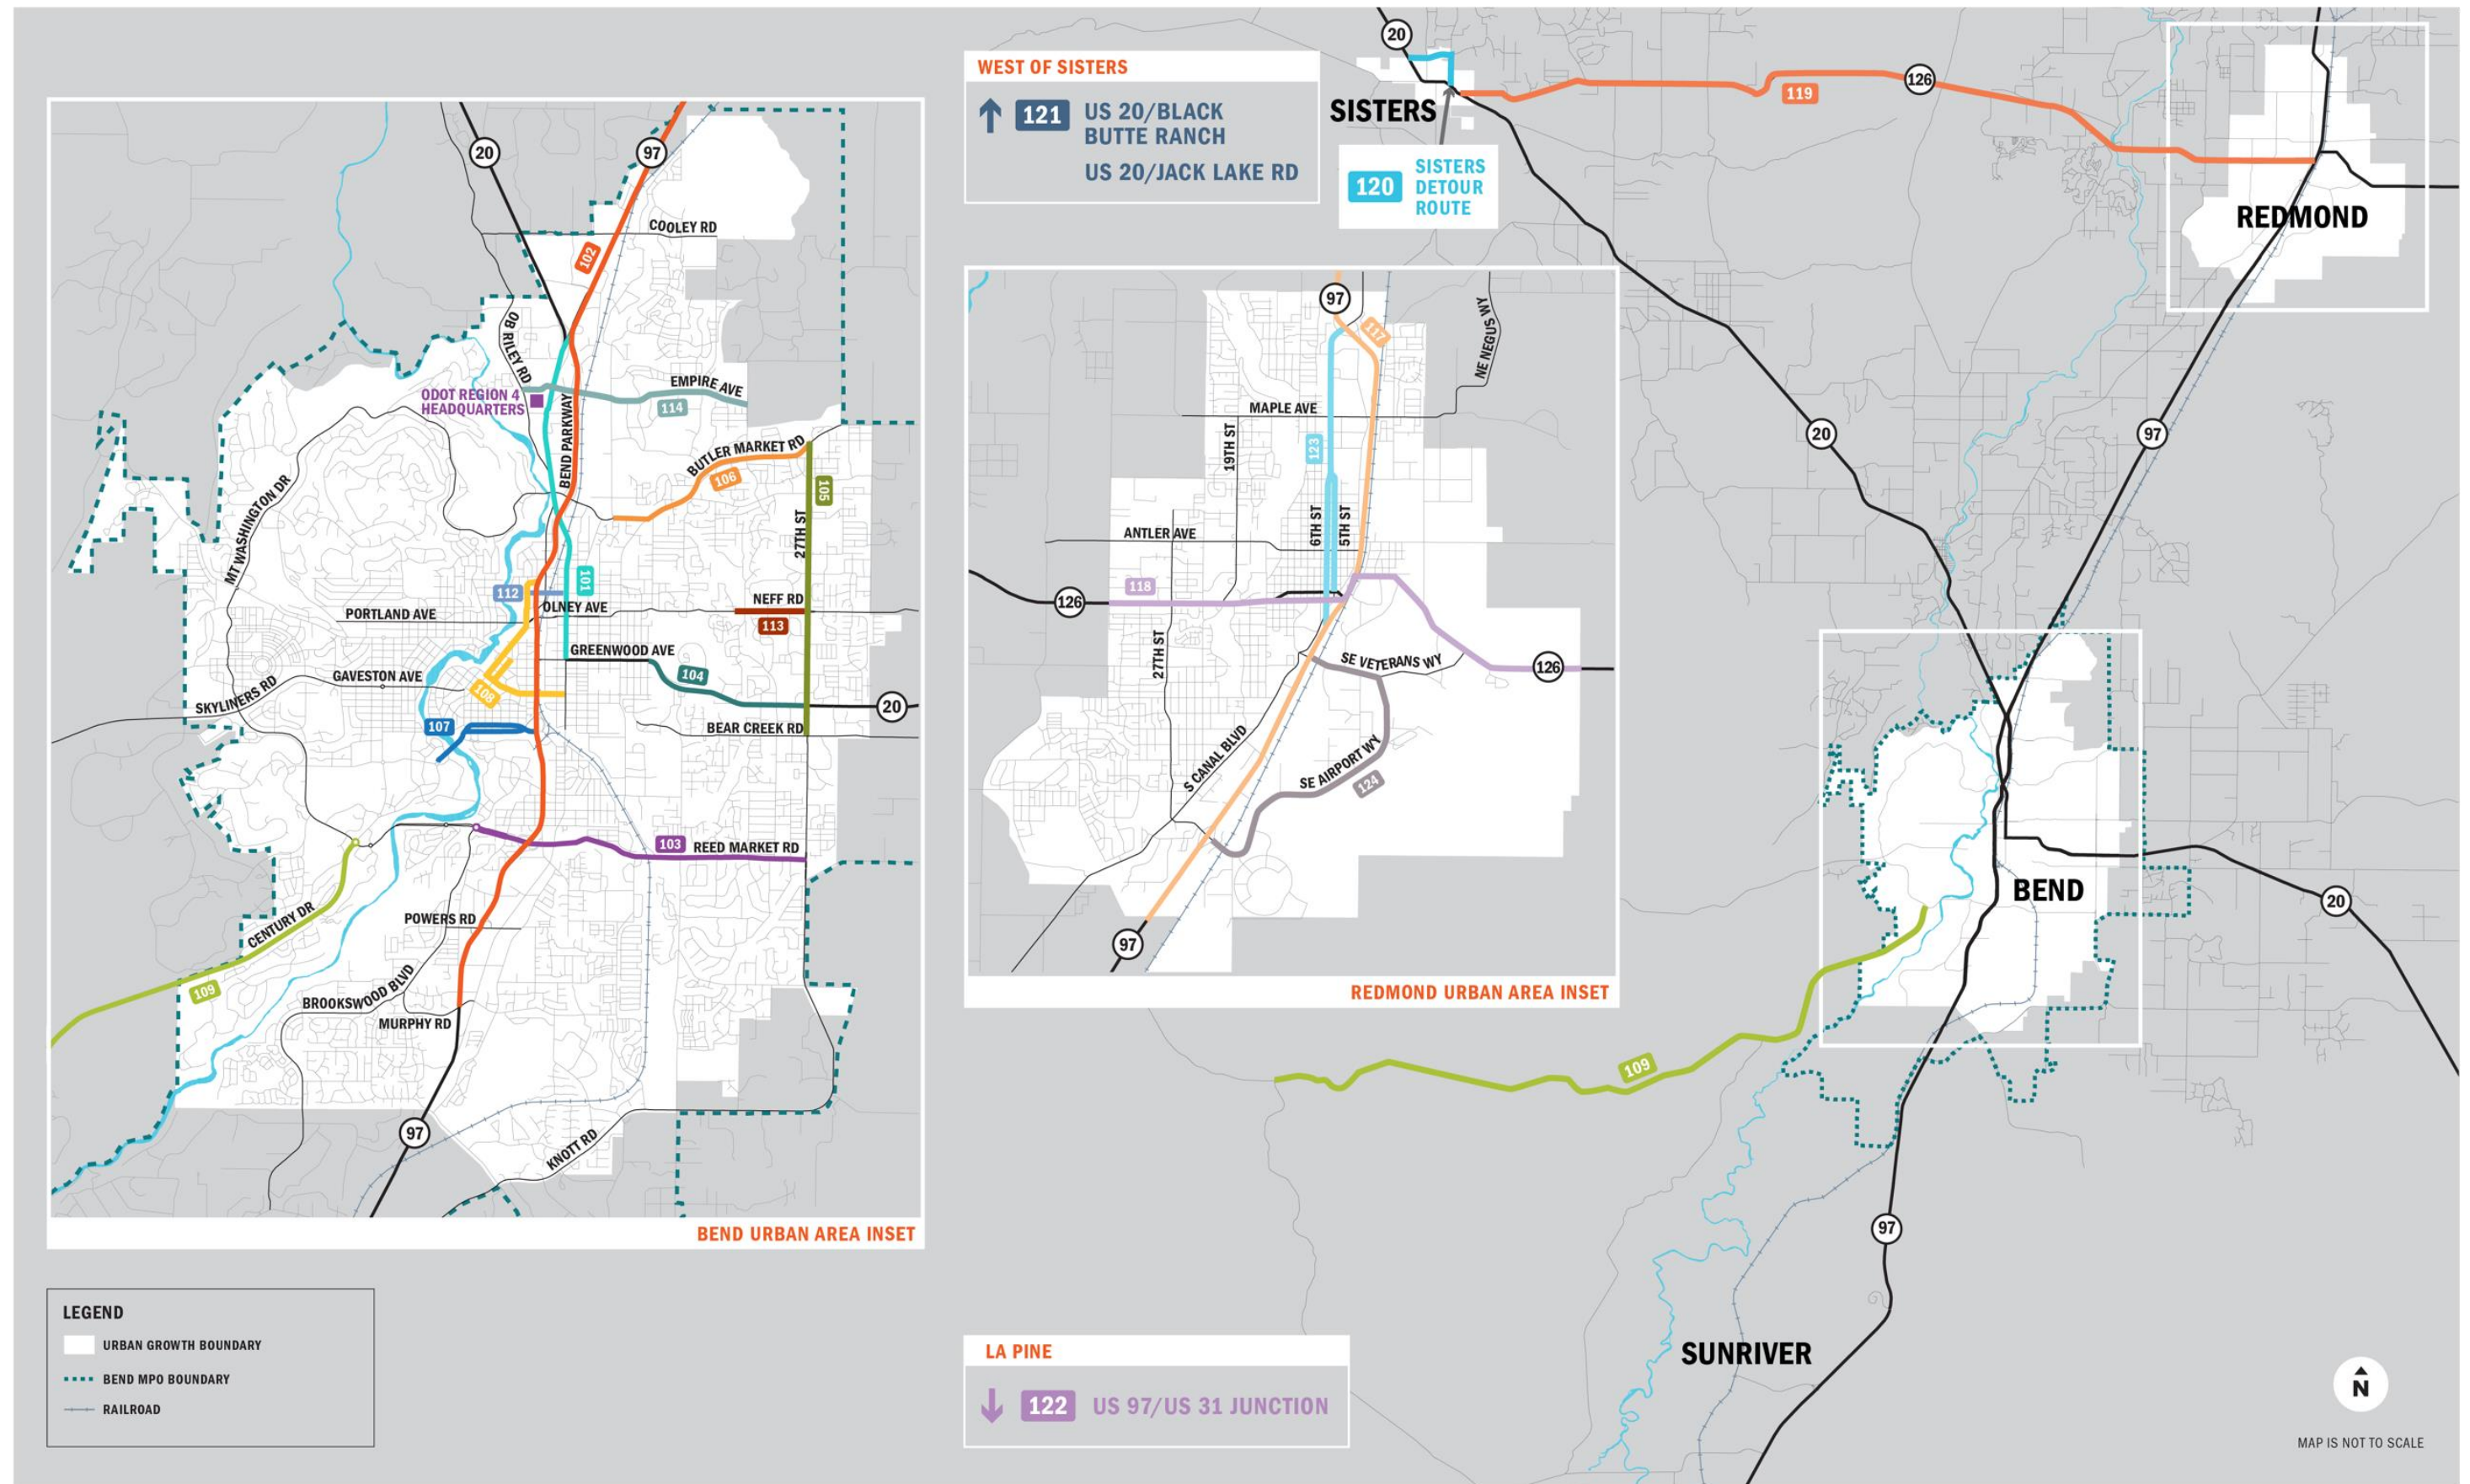 WEST OF SISTERS
121
US 20/BLACK
BUTTE RANCH
US 20/JACK LAKE RD
20
SISTERS
120
SISTERS
DETOUR
ROUTE
119
126
REDMOND
20
97
BEND
20
109
97
SUNRIVER
N
MAP IS NOT TO SCALE
20
97
102
COOLEY RD
OB RILEY RD
ODOT REGION 4
HEADQUARTERS
BEND PARKWAY
EMPIRE AVE
114
BUTLER MARKET RD
106
105
27TH ST
MT WASHINGTON DR
112
101
OLNEY AVE
NEFF RD
113
PORTLAND AVE
GREENWOOD AVE
104
GAVESTON AVE
SKYLINERS RD
108
20
107
BEAR CREEK RD
103
REED MARKET RD
CENTURY DR
POWERS RD
109
BROOKSWOOD BLVD
MURPHY RD
97
KNOTT RD
BEND URBAN AREA INSET
97
117
NE NEGUS WY
MAPLE AVE
19TH ST
123
6TH ST
5TH ST
ANTLER AVE
118
126
27TH ST
SE VETERANS WY
126
S CANAL BLVD
SE AIRPORT WY
124
97
REDMOND URBAN AREA INSET
LEGEND
URBAN GROWTH BOUNDARY
BEND MPO BOUNDARY
RAILROAD
LA PINE
122
US 97/US 31 JUNCTION